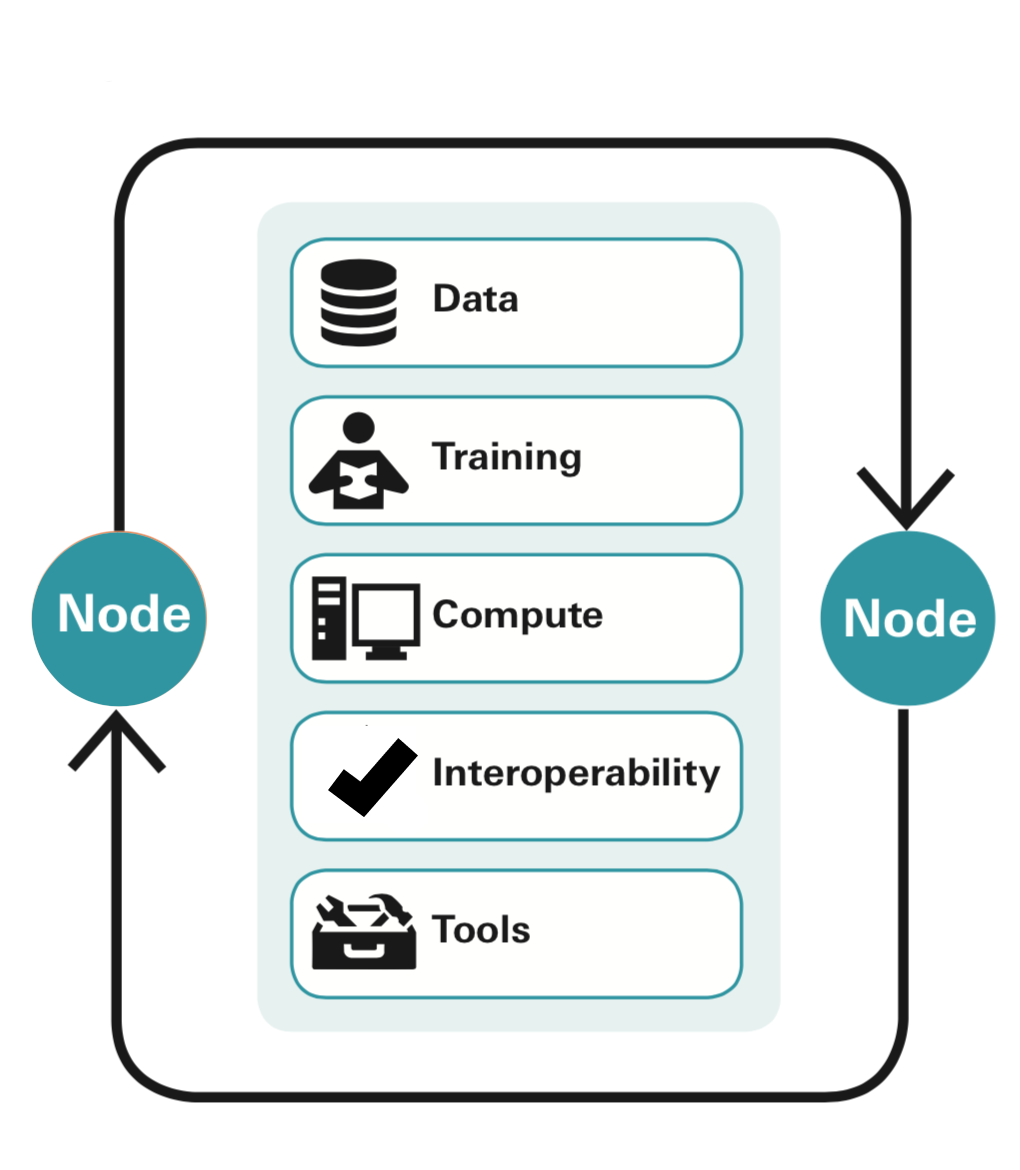 Data
Training
Node
Node
Compute
Interoperability
Tools